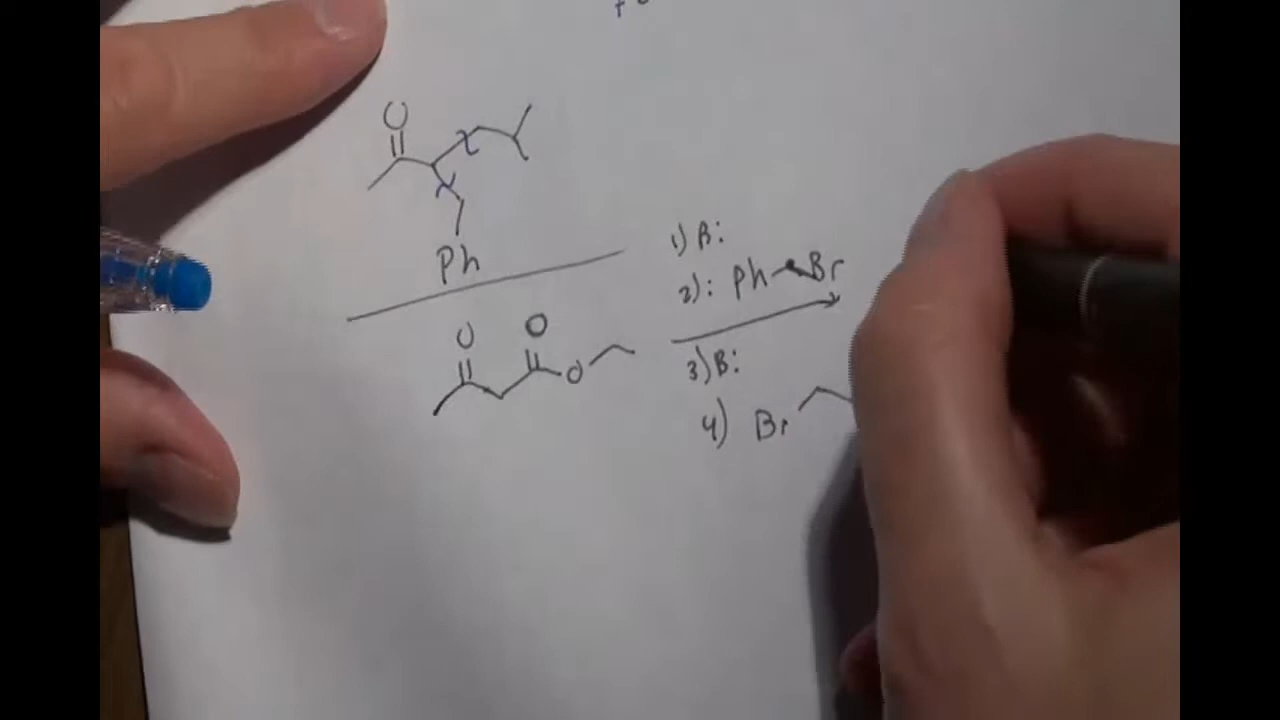 O
Ph
O O
O
1) B:
2): Ph Br
3) B:
4) Br